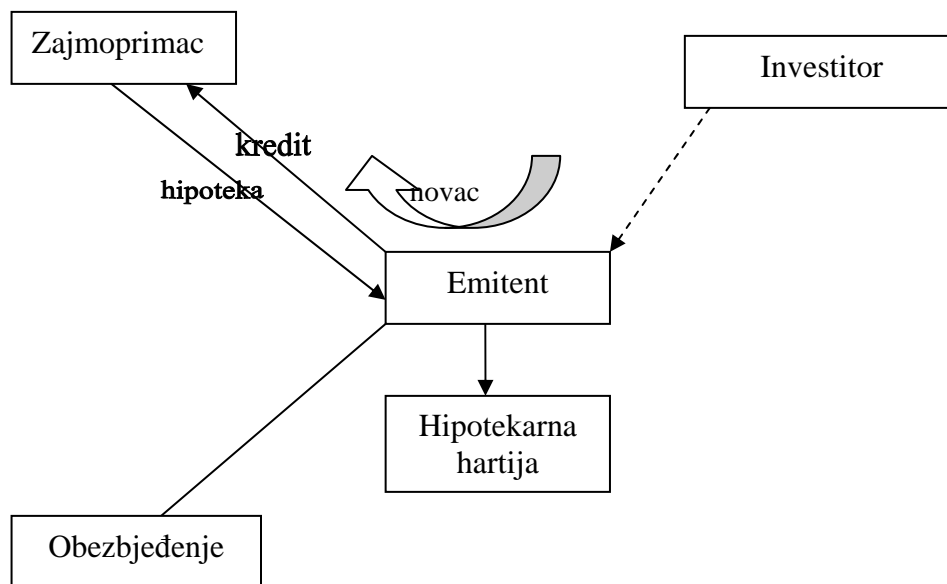 Zajmoprimac
Investitor
kredit
hipoteka
novac
Emitent
Hipotekarna
hartija
Obezbjeđenje